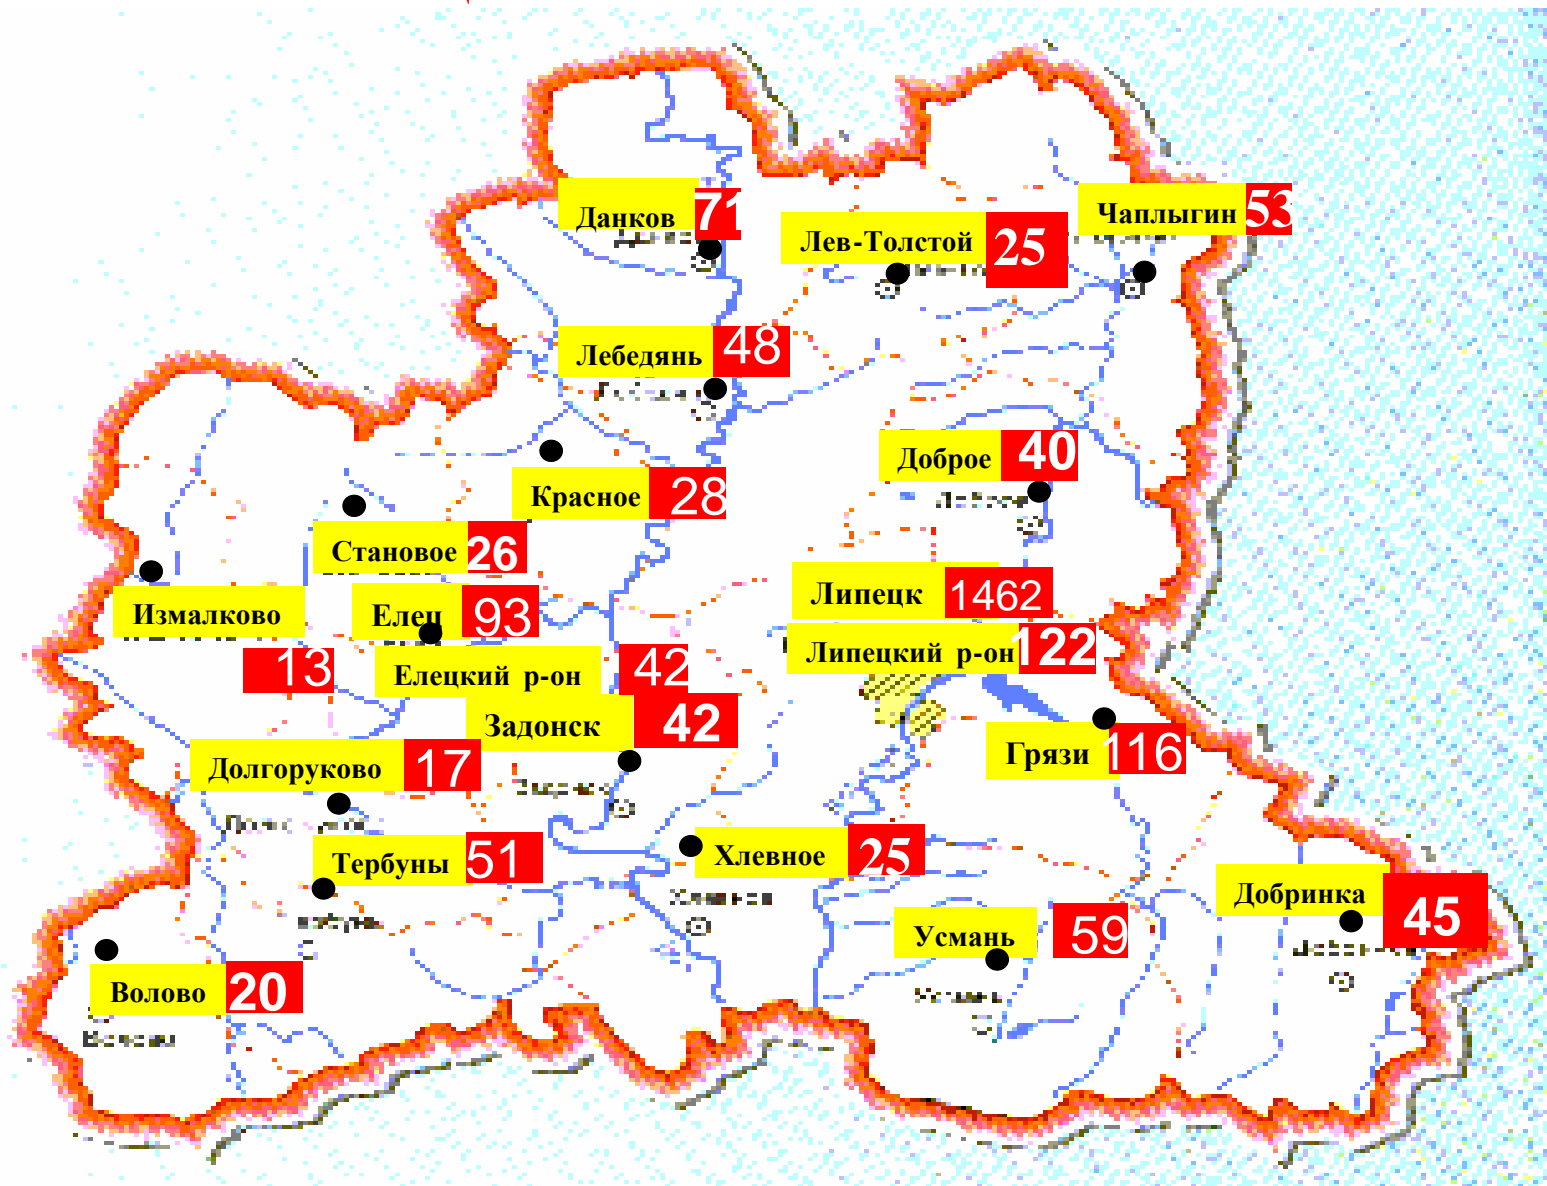 Данков 71
Лев-Толстой 25
Чаплыгин 53
Лебедянь 48
Доброе 40
Красное 28
Становое 26
Измалково
13
Елец 93
Липецк 1462
Липецкий р-он 122
Елецкий р-он 42
Задонск 42
Грязи 116
Долгоруково 17
Тербуны 51
Хлевное 25
Добринка 45
Усмань 59
Волово 20